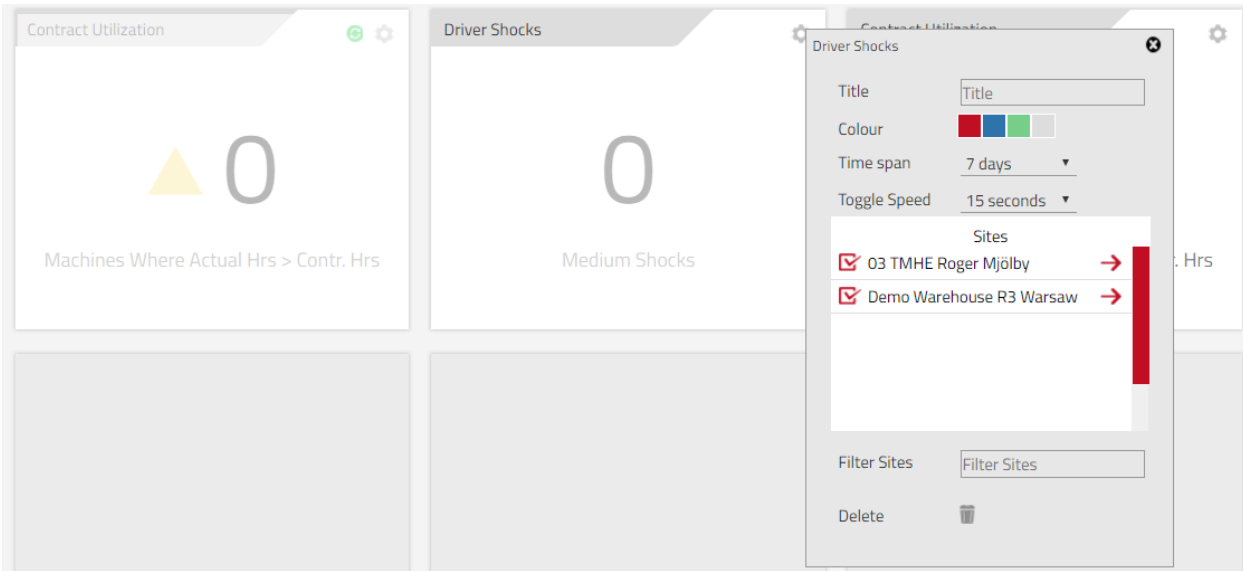 Contract Utilization
0
Machines Where Actual Hrs > Contr. Hrs
Driver Shocks
0
Medium Shocks
Contract Utilization
. Hrs
Driver Shocks
Title
Title
Colour
Time span
7 days
Toggle Speed
15 seconds
Sites
03 TMHE Roger Mjölby
Demo Warehouse R3 Warsaw
Filter Sites
Filter Sites
Delete